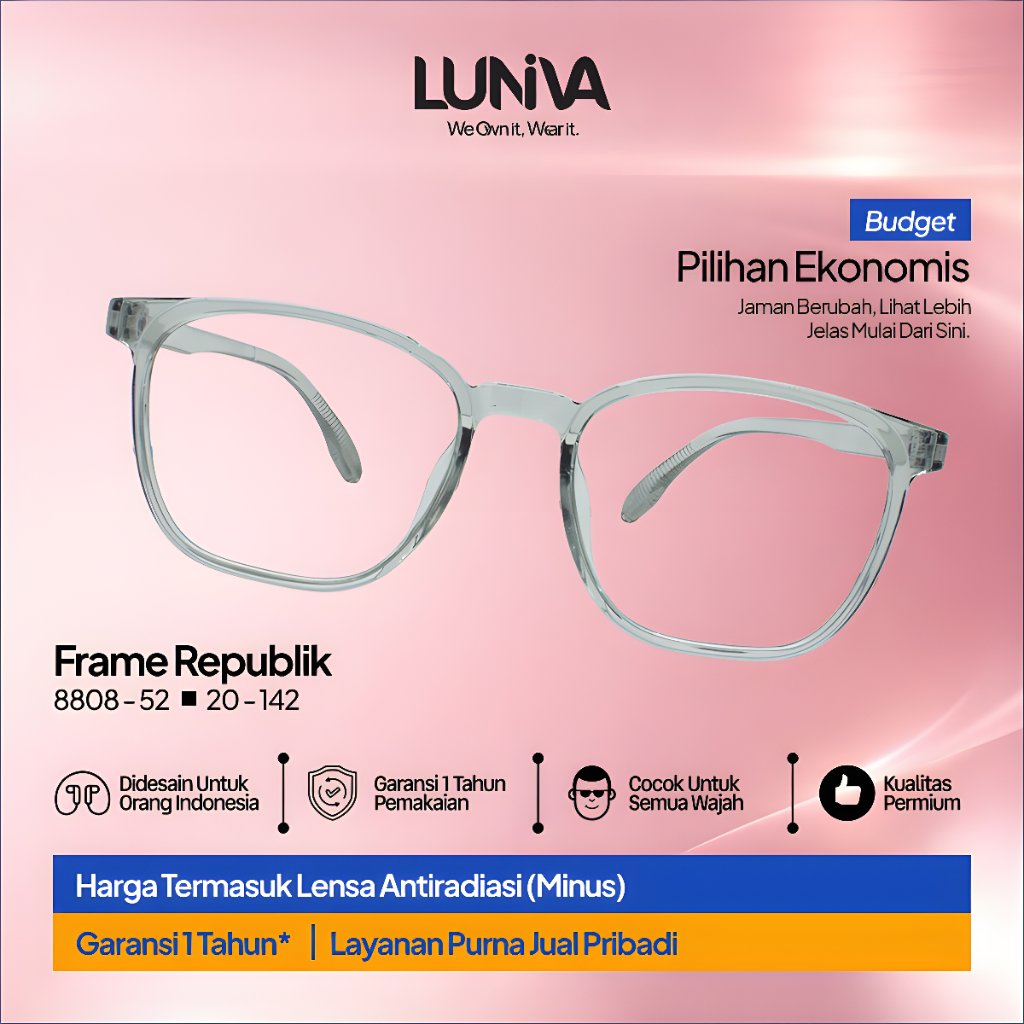 LUNiVA
We Own it, Wear it.
Budget
Pilihan Ekonomis
Jaman Berubah, Lihat Lebih
Jelas Mulai Dari Sini.
Frame Republik
8808 - 52 ■ 20 - 142
Didesain Untuk
Orang Indonesia
Garansi 1 Tahun
Pemakaian
Cocok Untuk
Semua Wajah
Kualitas
Permium
Harga Termasuk Lensa Antiradiasi (Minus)
Garansi 1 Tahun* | Layanan Purna Jual Pribadi